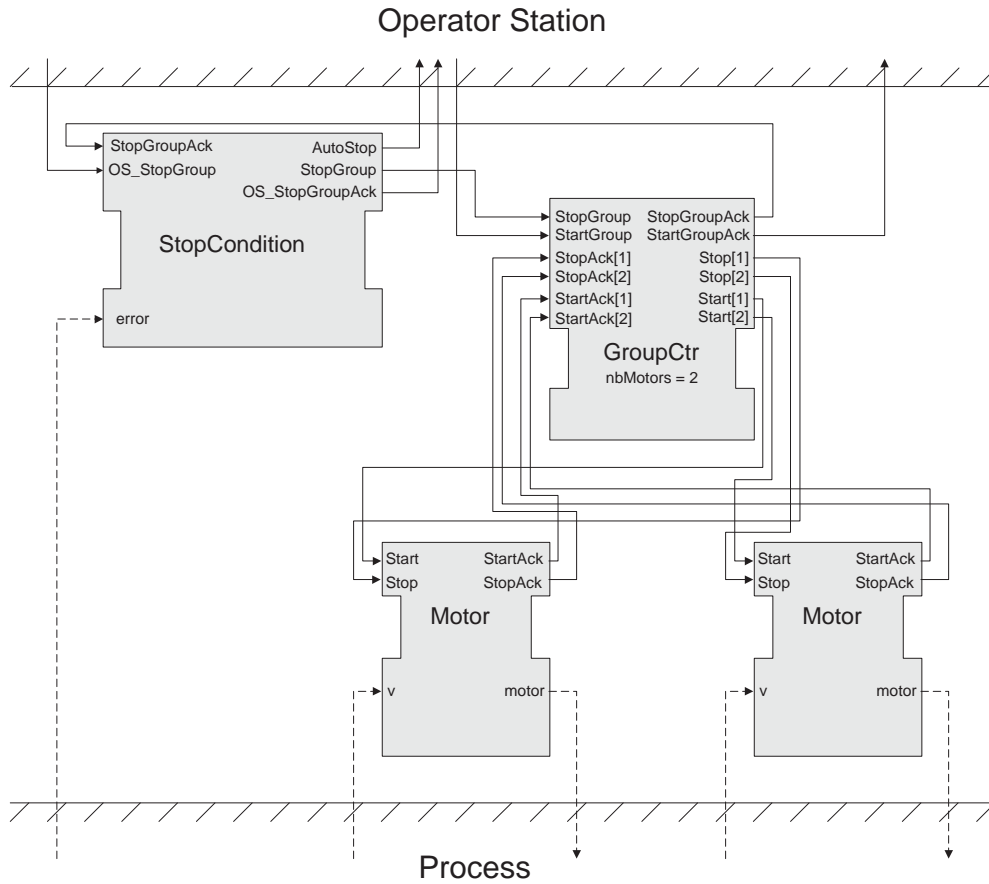 Operator Station
StopGroupAck
AutoStop
OS_StopGroup
StopGroup
OS_StopGroupAck
StopCondition
error
StopGroup
StopGroupAck
StartGroup
StartGroupAck
StopAck[1]
Stop[1]
StopAck[2]
Stop[2]
StartAck[1]
Start[1]
StartAck[2]
Start[2]
GroupCtr
nbMotors = 2
Start
StartAck
Stop
StopAck
Motor
v
motor
Start
StartAck
Stop
StopAck
Motor
v
motor
Process